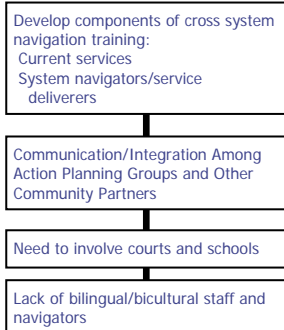 Develop components of cross system
navigation training:
Current services
System navigators/service
deliverers
Communication/Integration Among
Action Planning Groups and Other
Community Partners
Need to involve courts and schools
Lack of bilingual/bicultural staff and
navigators